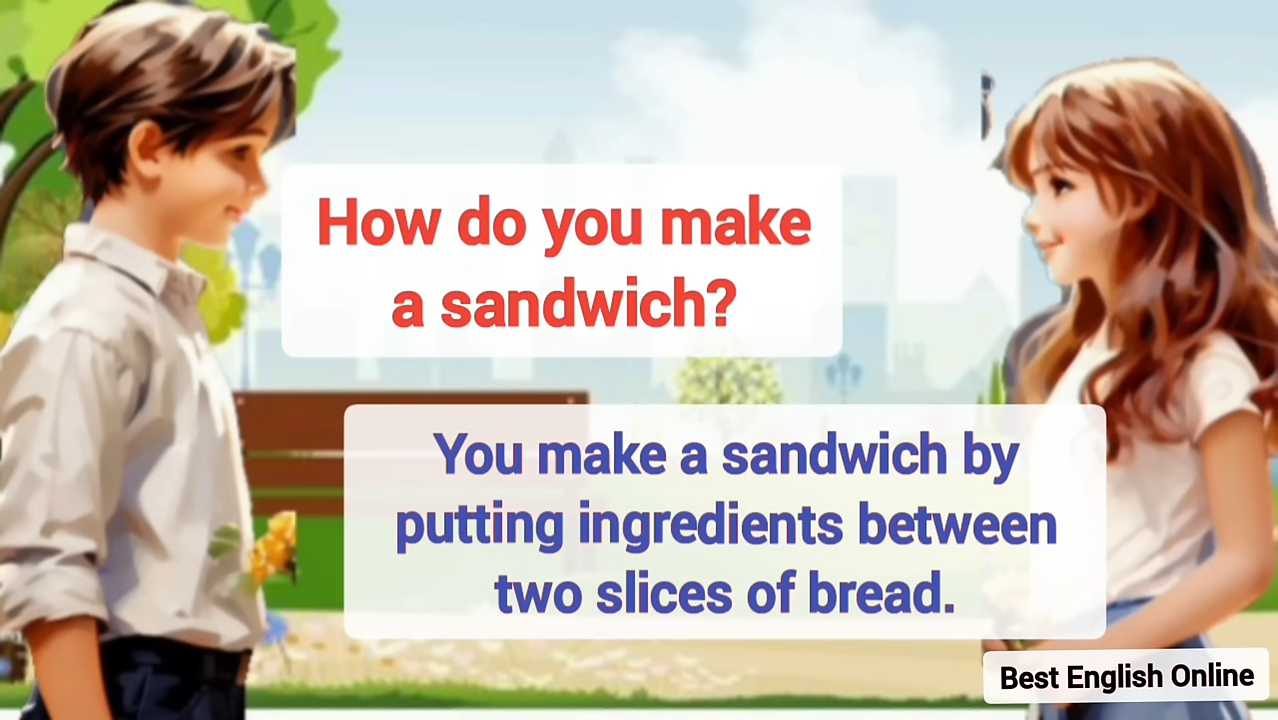 How do you make
a sandwich?
You make a sandwich by
putting ingredients between
two slices of bread.
Best English Online